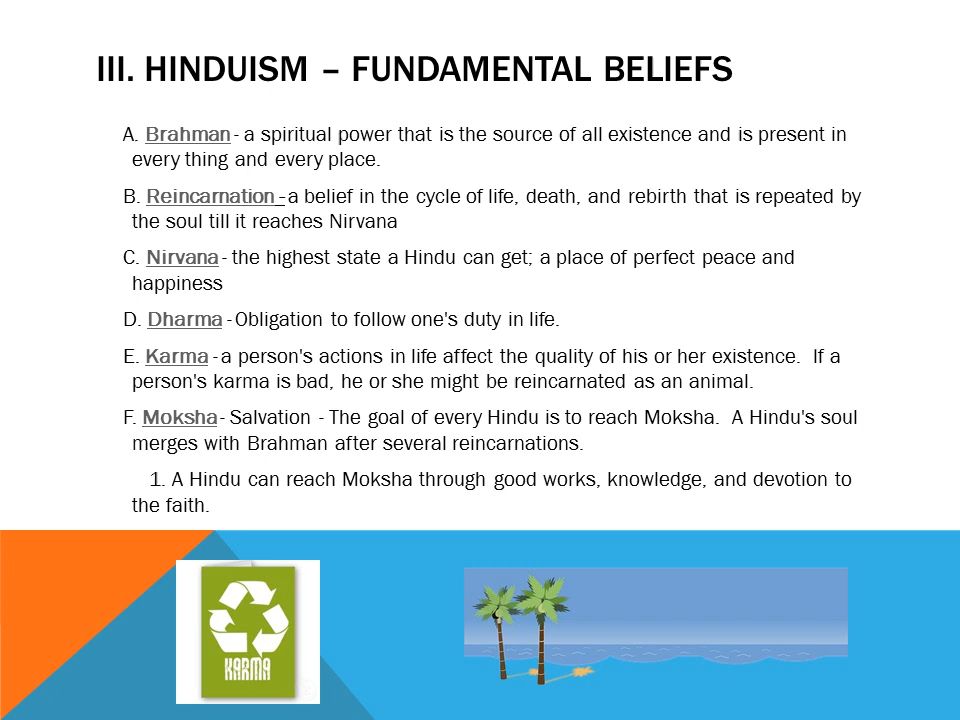 III. HINDUISM – FUNDAMENTAL BELIEFS
A. Brahman - a spiritual power that is the source of all existence and is present in
every thing and every place.
B. Reincarnation - a belief in the cycle of life, death, and rebirth that is repeated by
the soul till it reaches Nirvana
C. Nirvana - the highest state a Hindu can get; a place of perfect peace and
happiness
D. Dharma - Obligation to follow one's duty in life.
E. Karma - a person's actions in life affect the quality of his or her existence.  If a
person's karma is bad, he or she might be reincarnated as an animal.
F. Moksha - Salvation - The goal of every Hindu is to reach Moksha.  A Hindu's soul
merges with Brahman after several reincarnations.
1. A Hindu can reach Moksha through good works, knowledge, and devotion to
the faith.
KARMA